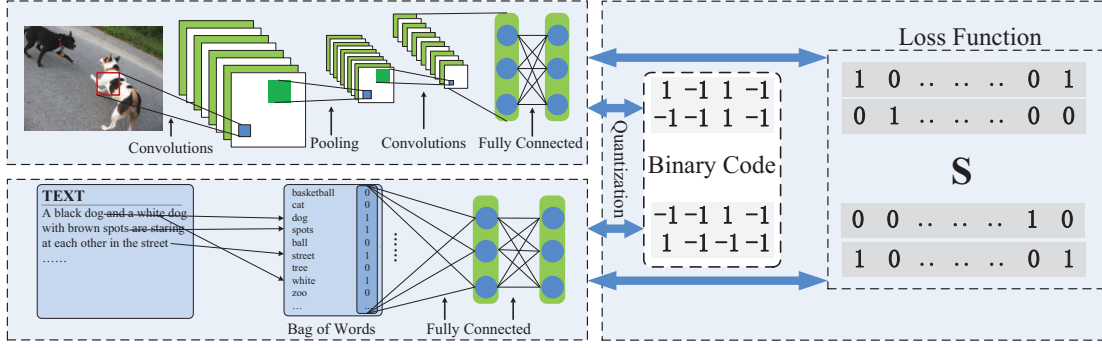 Convolutions
Pooling
Convolutions
Fully Connected
TEXT
A black dog and a white dog
with brown spots are staring
at each other in the street
......
basketball 0
cat 0
dog 1
spots 1
ball 0
street 1
tree 0
white 1
zoo 0
... ...
......
Bag of Words
Fully Connected
Quantization
1 -1 1 -1
-1 -1 1 -1
Binary Code
-1 -1 1 -1
1 -1 -1 -1
Loss Function
1 0 .. .. .. 0 1
0 1 .. .. .. 0 0
S
0 0 .. .. .. 1 0
1 0 .. .. .. 0 1